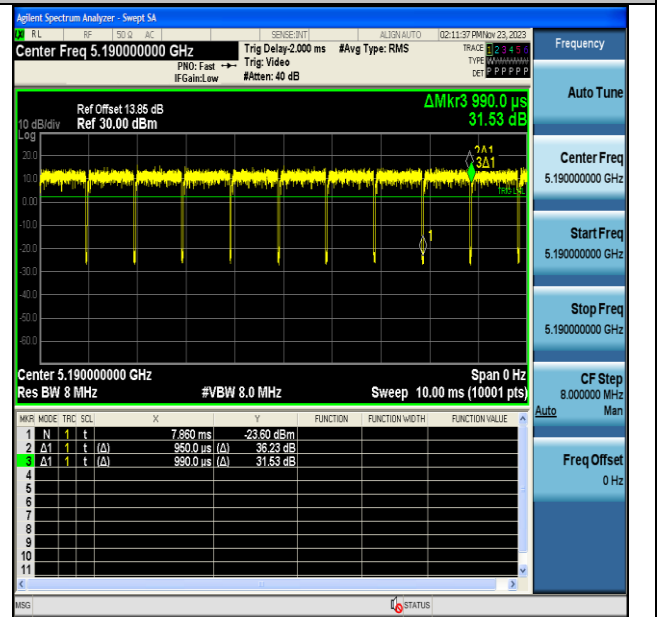 Agilent Spectrum Analyzer - Swept SA
RL RF 50 Ω AC SENSE:INT ALIGN AUTO 02:11:37 PM Nov 23, 2023
Center Freq 5.190000000 GHz Trig Delay-2.000 ms #Avg Type: RMS TRACE 1 2 3 4 5 6
PNO: Fast Trig: Video TYPE
IFGain:Low #Atten: 40 dB DET P P P P P
Ref Offset 13.85 dB ΔMkr3 990.0 µs
10 dB/div Ref 30.00 dBm 31.53 dB
Log
20.0
10.0
0.00
-10.0
-20.0
-30.0
-40.0
-50.0
-60.0
2Δ1
3Δ1
TRIG LVL
1
Center 5.190000000 GHz Span 0 Hz
Res BW 8 MHz #VBW 8.0 MHz Sweep 10.00 ms (10001 pts)
MKR MODE TRC SCL X Y FUNCTION FUNCTION WIDTH FUNCTION VALUE
1 N 1 t 7.860 ms -23.60 dBm
2 Δ1 1 t (Δ) 950.0 µs (Δ) 36.23 dB
3 Δ1 1 t (Δ) 990.0 µs (Δ) 31.53 dB
4
5
6
7
8
9
10
11
MSG STATUS
Frequency
Auto Tune
Center Freq
5.190000000 GHz
Start Freq
5.190000000 GHz
Stop Freq
5.190000000 GHz
CF Step
8.000000 MHz
Auto Man
Freq Offset
0 Hz